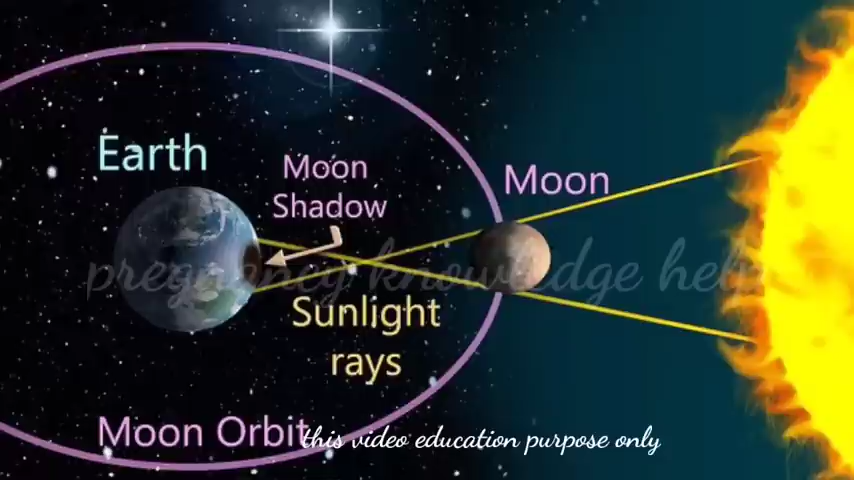 Earth
Moon
Shadow
Moon
pregnancy knowledge help
Sunlight
rays
Moon Orbit
this video education purpose only